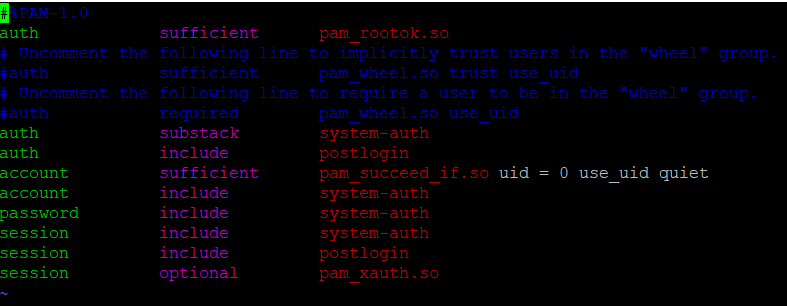 #%PAM-1.0
auth sufficient pam_rootok.so
# Uncomment the following line to implicitly trust users in the "wheel" group.
#auth sufficient pam_wheel.so trust use_uid
# Uncomment the following line to require a user to be in the "wheel" group.
#auth required pam_wheel.so use_uid
auth substack system-auth
auth include postlogin
account sufficient pam_succeed_if.so uid = 0 use_uid quiet
account include system-auth
password include system-auth
session include system-auth
session include postlogin
session optional pam_xauth.so
~